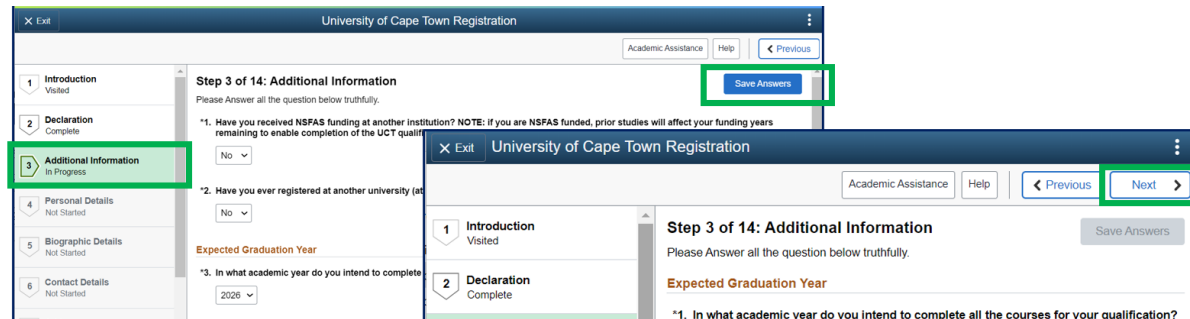 Exit
University of Cape Town Registration
Academic Assistance
Help
Previous
1
Introduction
Visited
2
Declaration
Complete
3
Additional Information
In Progress
4
Personal Details
Not Started
5
Biographic Details
Not Started
6
Contact Details
Not Started
Step 3 of 14: Additional Information
Save Answers
Please Answer all the question below truthfully.
*1. Have you received NSFAS funding at another institution? NOTE: if you are NSFAS funded, prior studies will affect your funding years
remaining to enable completion of the UCT
No
*2. Have you ever registered at another university
No
Expected Graduation Year
*3. In what academic year do you intend to complete
2026
Exit
University of Cape Town Registration
Academic Assistance
Help
Previous
Next
1
Introduction
Visited
2
Declaration
Complete
Step 3 of 14: Additional Information
Save Answers
Please Answer all the question below truthfully.
Expected Graduation Year
*1. In what academic year do you intend to complete all the courses for your qualification?